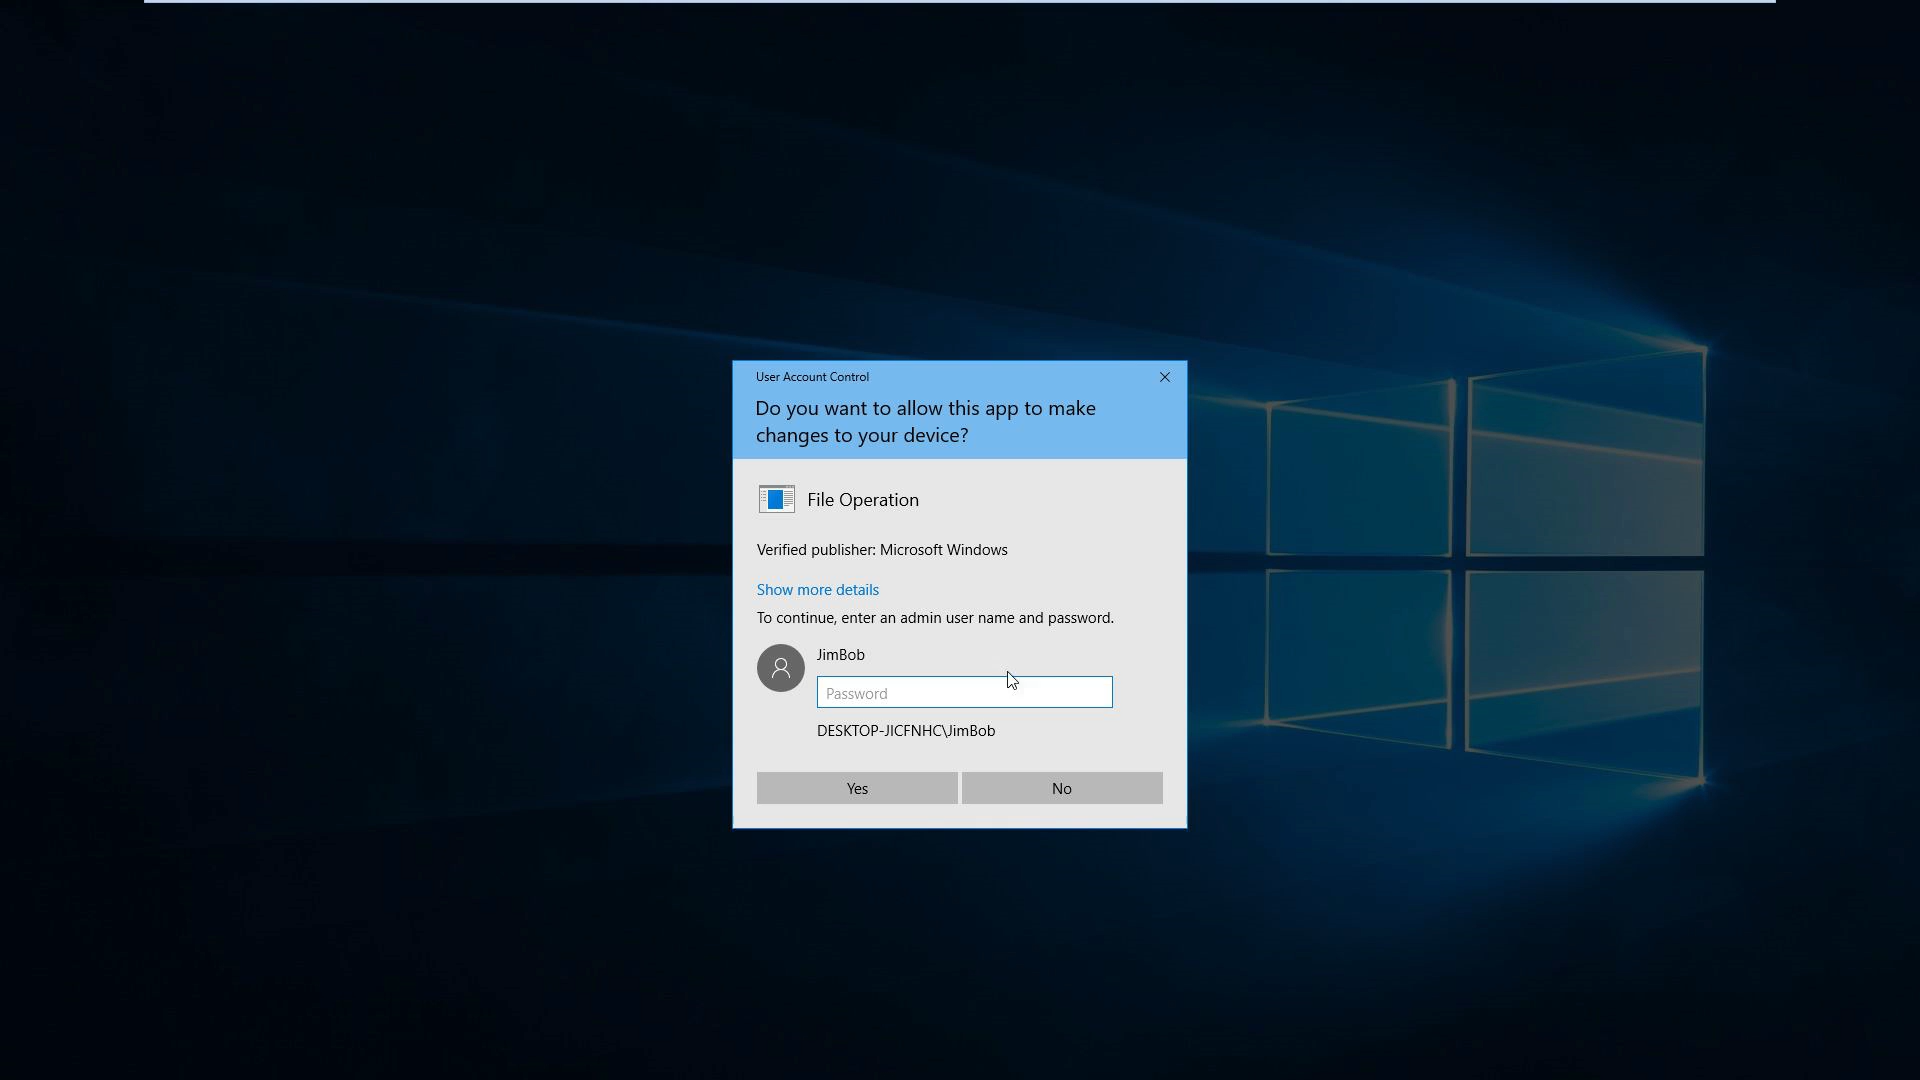 User Account Control
Do you want to allow this app to make
changes to your device?
File Operation
Verified publisher: Microsoft Windows
Show more details
To continue, enter an admin user name and password.
JimBob
Password
DESKTOP-JICFNHC\JimBob
Yes
No